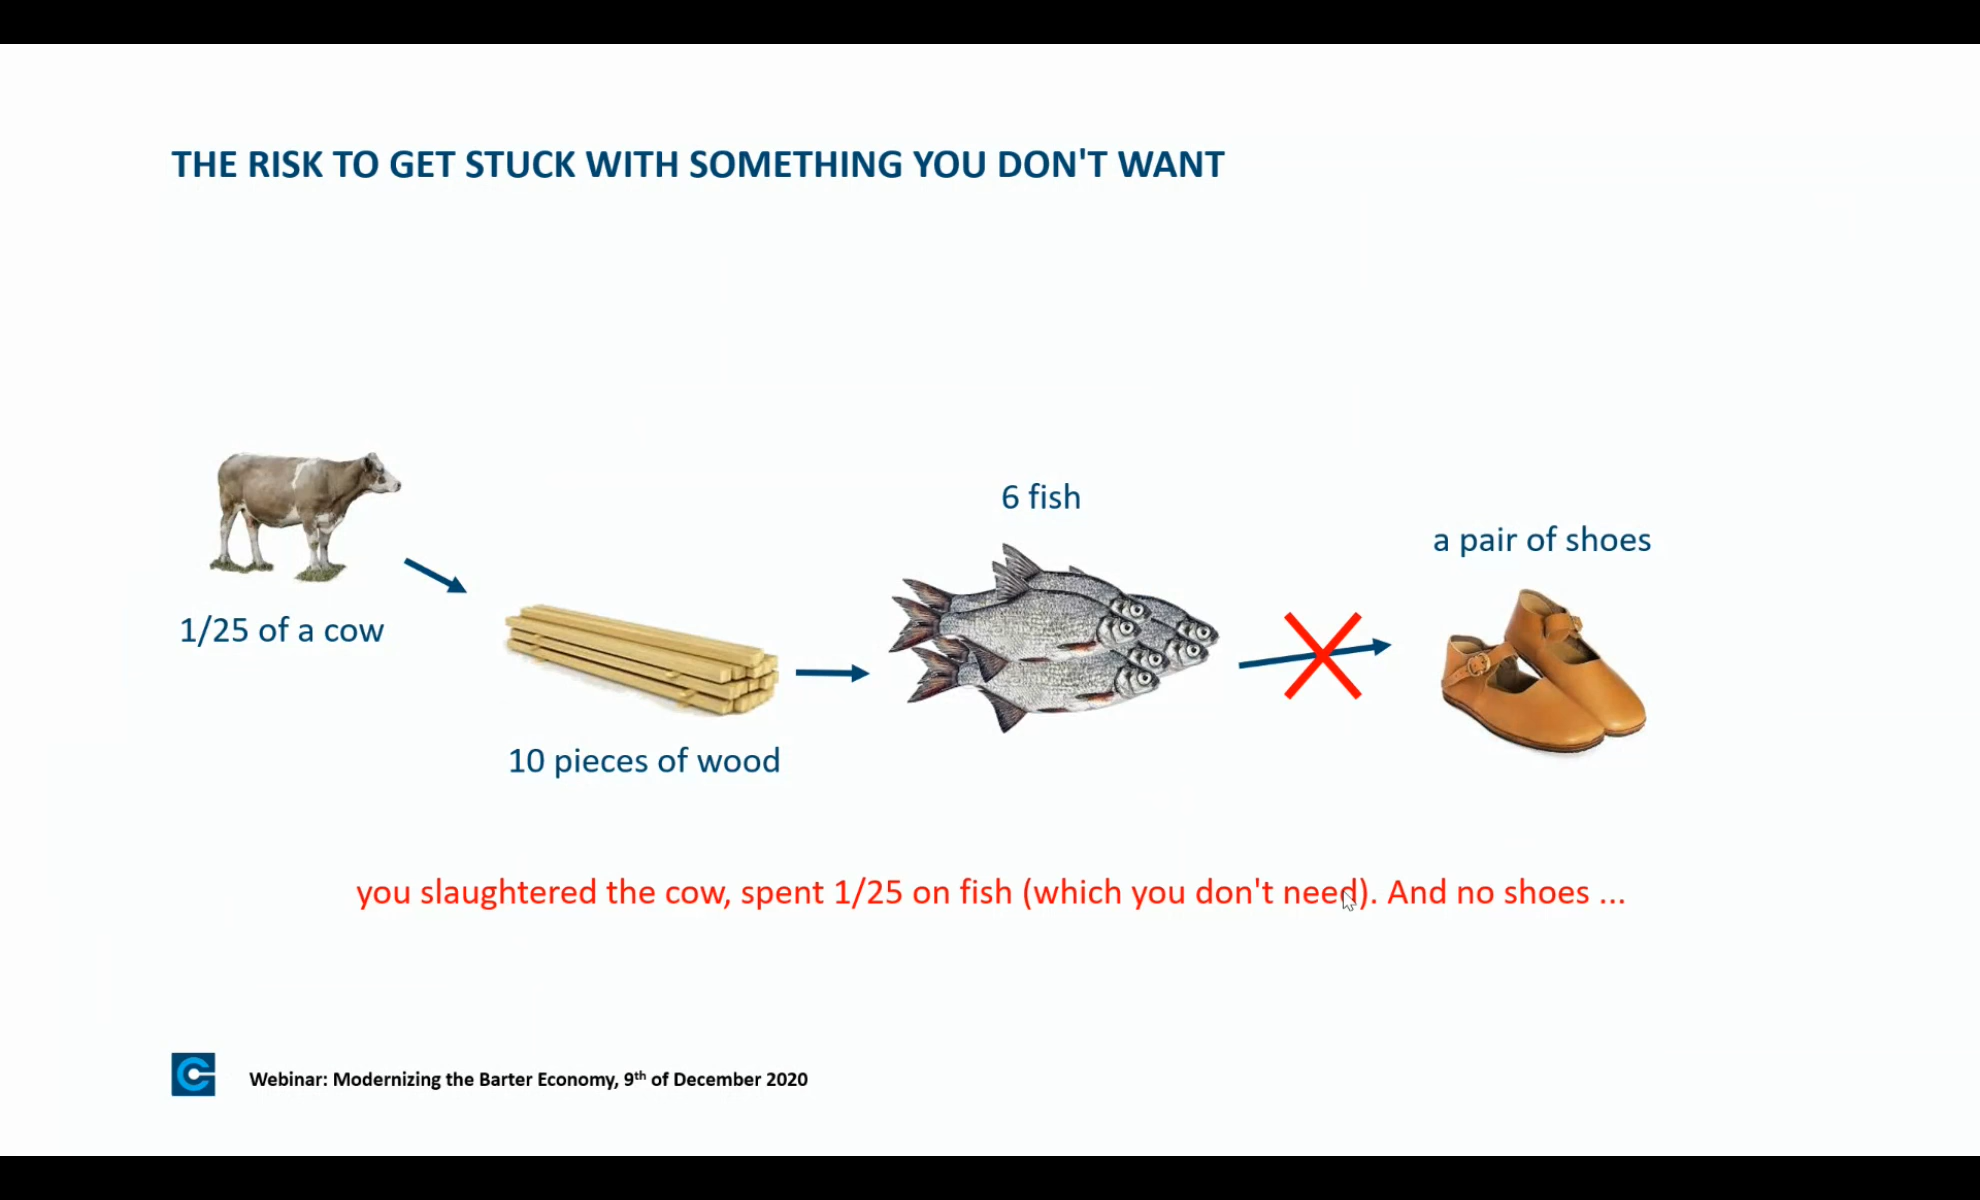 THE RISK TO GET STUCK WITH SOMETHING YOU DON'T WANT
6 fish
a pair of shoes
1/25 of a cow
10 pieces of wood
you slaughtered the cow, spent 1/25 on fish (which you don't need). And no shoes ...
Webinar: Modernizing the Barter Economy, 9th of December 2020